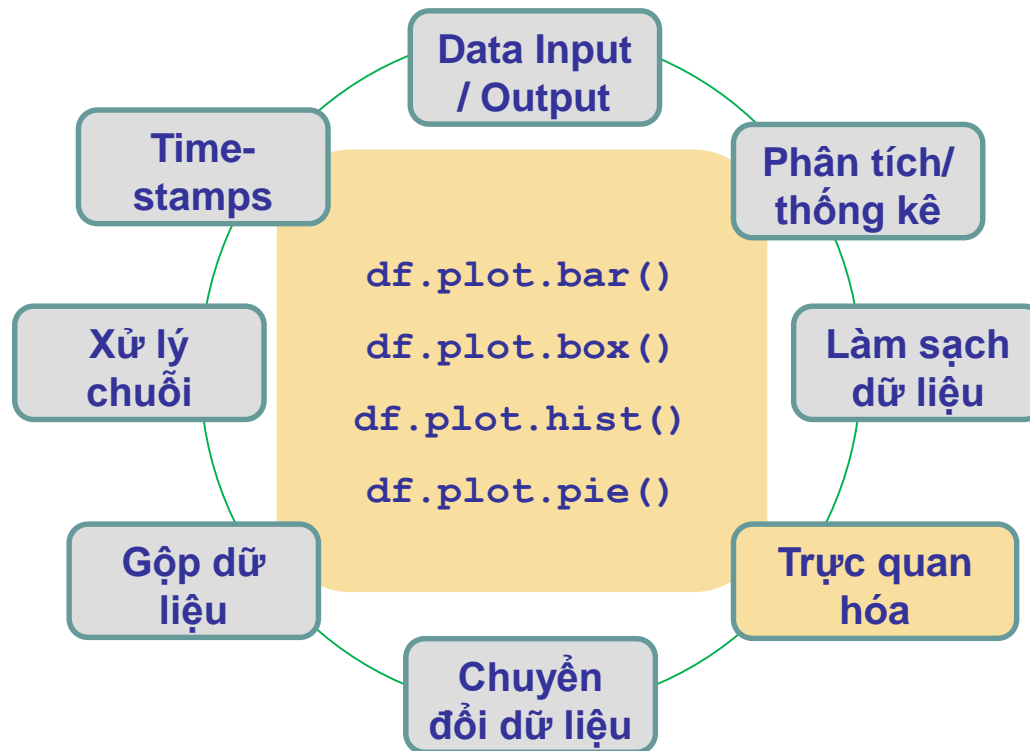 Data Input
/ Output
Time-
stamps
Phân tích/
thống kê
df.plot.bar()
df.plot.box()
df.plot.hist()
df.plot.pie()
Xử lý
chuỗi
Làm sạch
dữ liệu
Gộp dữ
liệu
Trực quan
hóa
Chuyển
đổi dữ liệu